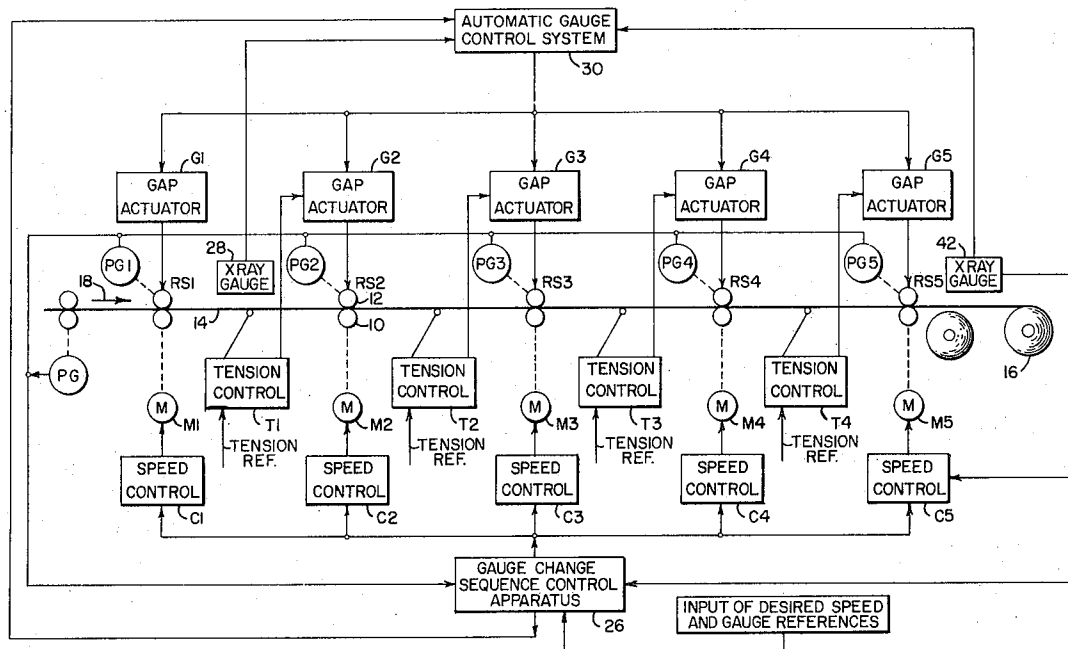 AUTOMATIC GAUGE
CONTROL SYSTEM
30
G1
G2
G3
G4
G5
GAP
ACTUATOR
GAP
ACTUATOR
GAP
ACTUATOR
GAP
ACTUATOR
GAP
ACTUATOR
PG1
28
XRAY
GAUGE
PG2
PG3
PG4
PG5
42
XRAY
GAUGE
18
RS1
RS2
12
RS3
RS4
RS5
14
10
16
PG
TENSION
CONTROL
TENSION
CONTROL
TENSION
CONTROL
TENSION
CONTROL
M
M1
T1
M
M2
T2
M
M3
T3
M
M4
T4
M
M5
TENSION
REF.
TENSION
REF.
TENSION
REF.
TENSION
REF.
SPEED
CONTROL
SPEED
CONTROL
SPEED
CONTROL
SPEED
CONTROL
SPEED
CONTROL
C1
C2
C3
C4
C5
GAUGE CHANGE
SEQUENCE CONTROL
APPARATUS
26
INPUT OF DESIRED SPEED
AND GAUGE REFERENCES